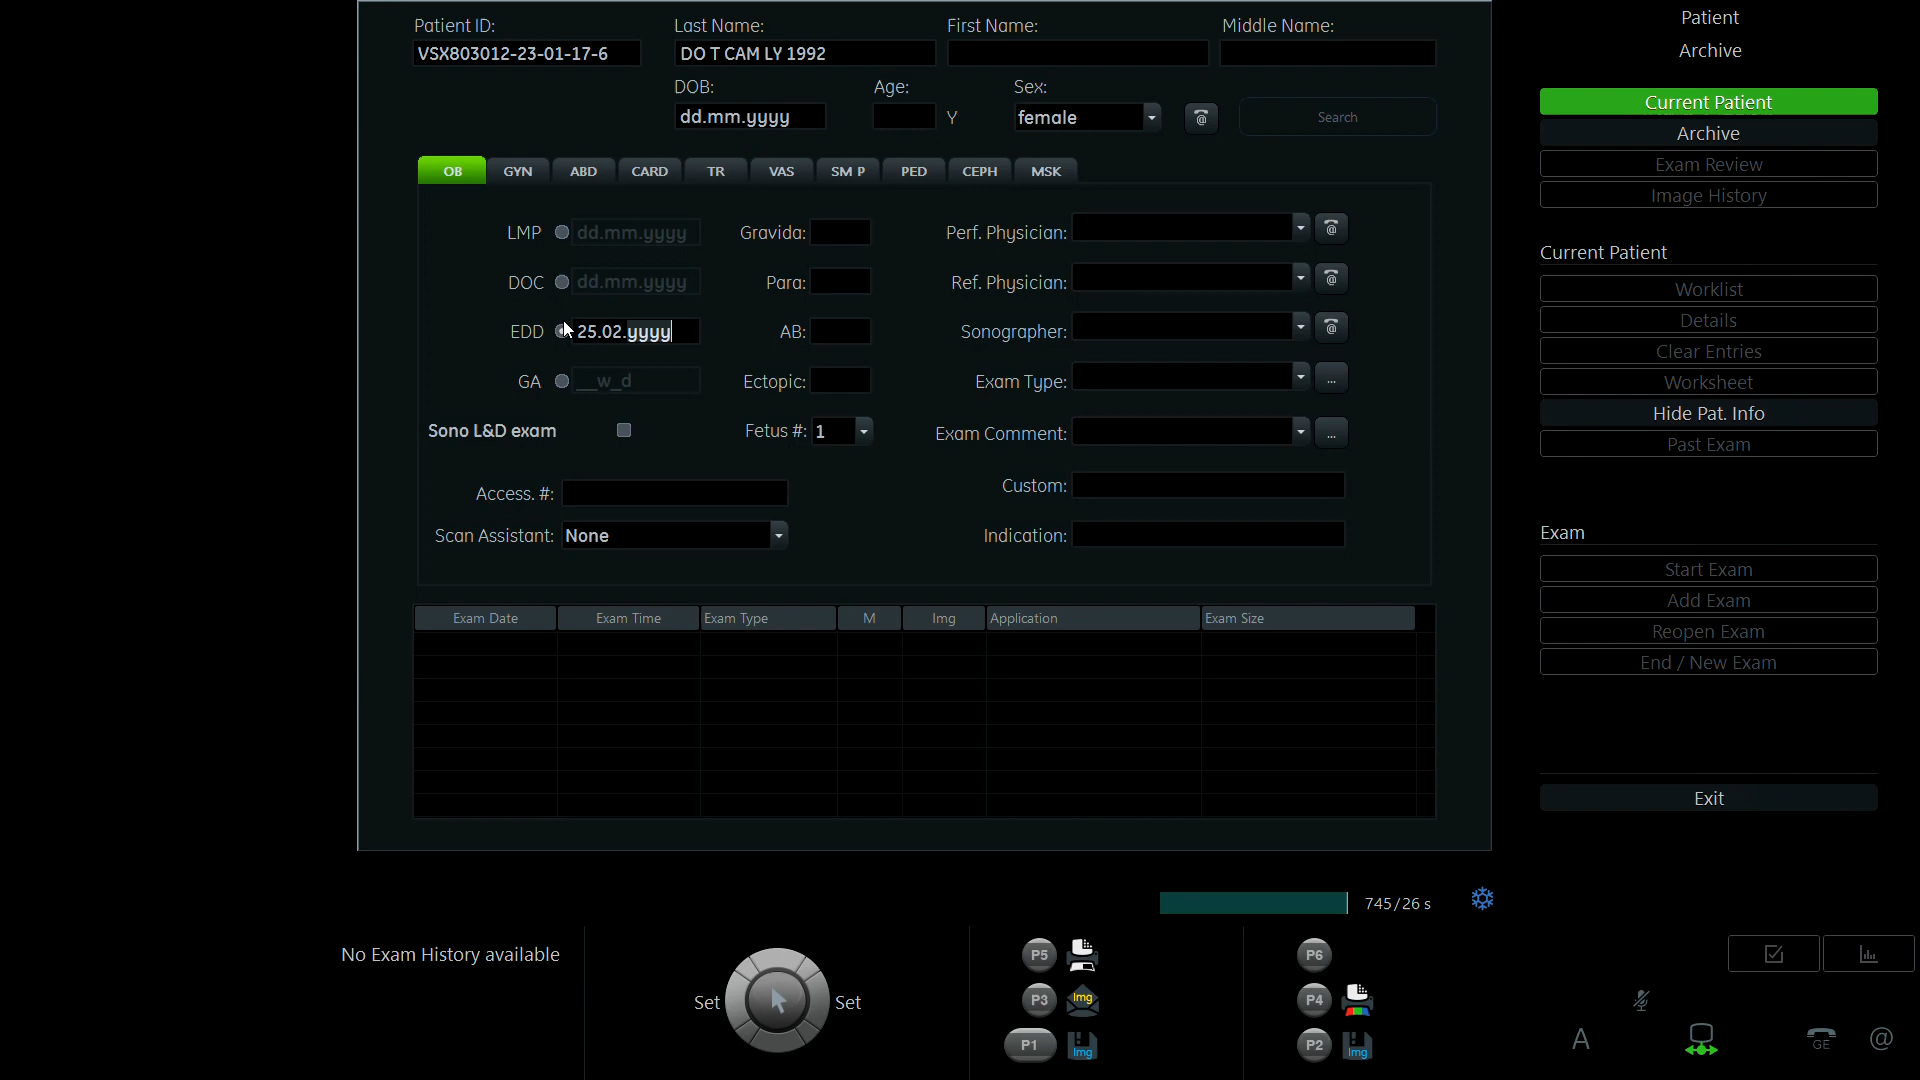 Patient ID: Last Name: First Name: Middle Name:
VSX803012-23-01-17-6 DO T CAM LY 1992
DOB: Age: Sex:
dd.mm.yyyy Y female @ Search
OB GYN ABD CARD TR VAS SM P PED CEPH MSK
LMP dd.mm.yyyy Gravida: Perf. Physician: @
DOC dd.mm.yyyy Para: Ref. Physician: @
EDD 25.02.yyyy AB: Sonographer: @
GA __w_d Ectopic: Exam Type: ...
Sono L&D exam Fetus #: 1 Exam Comment: ...
Access. #: Custom:
Scan Assistant: None Indication:
Exam Date Exam Time Exam Type M Img Application Exam Size
Patient
Archive
Current Patient
Archive
Exam Review
Image History
Current Patient
Worklist
Details
Clear Entries
Worksheet
Hide Pat. Info
Past Exam
Exam
Start Exam
Add Exam
Reopen Exam
End / New Exam
Exit
745/26 s
No Exam History available
Set Set
P5
P3 Img
P1 Img
P6
P4
P2 Img
A GE @